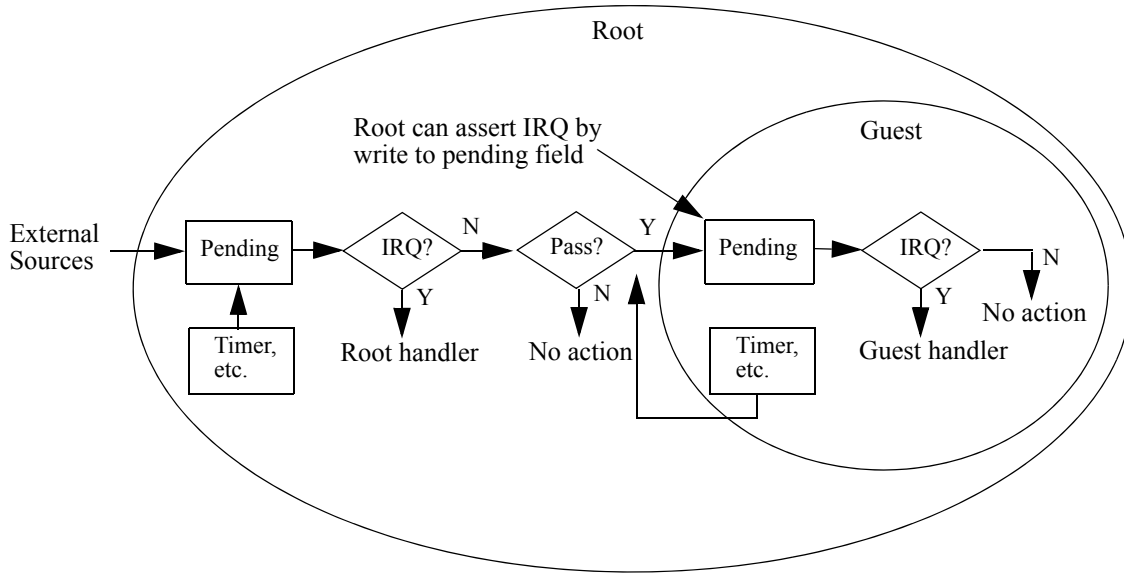 Root
Root can assert IRQ by
write to pending field
Guest
External
Sources
Pending
IRQ?
N
Pass?
Y
Pending
IRQ?
N
Y
N
Y
No action
Timer,
etc.
Root handler
No action
Timer,
etc.
Guest handler